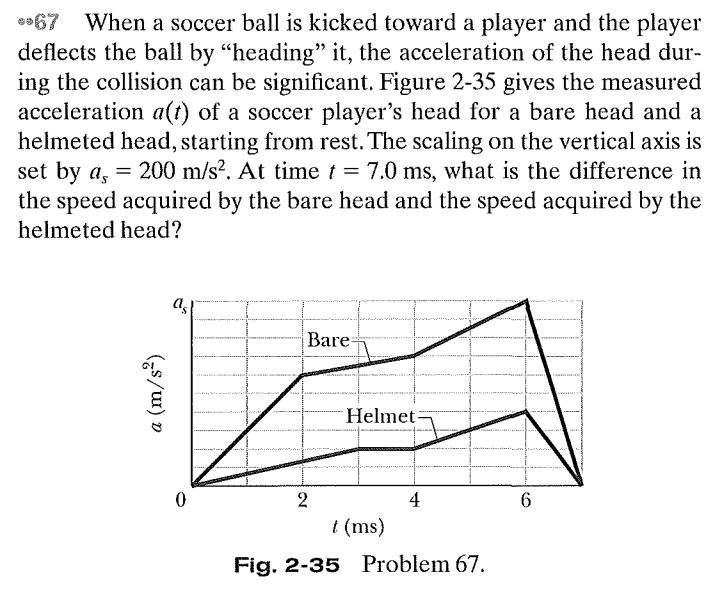 ••67 When a soccer ball is kicked toward a player and the player
deflects the ball by “heading” it, the acceleration of the head dur-
ing the collision can be significant. Figure 2-35 gives the measured
acceleration a(t) of a soccer player’s head for a bare head and a
helmeted head, starting from rest. The scaling on the vertical axis is
set by aₛ = 200 m/s². At time t = 7.0 ms, what is the difference in
the speed acquired by the bare head and the speed acquired by the
helmeted head?
aₛ
Bare
a (m/s²)
Helmet
0 2 4 6
t (ms)
Fig. 2-35 Problem 67.